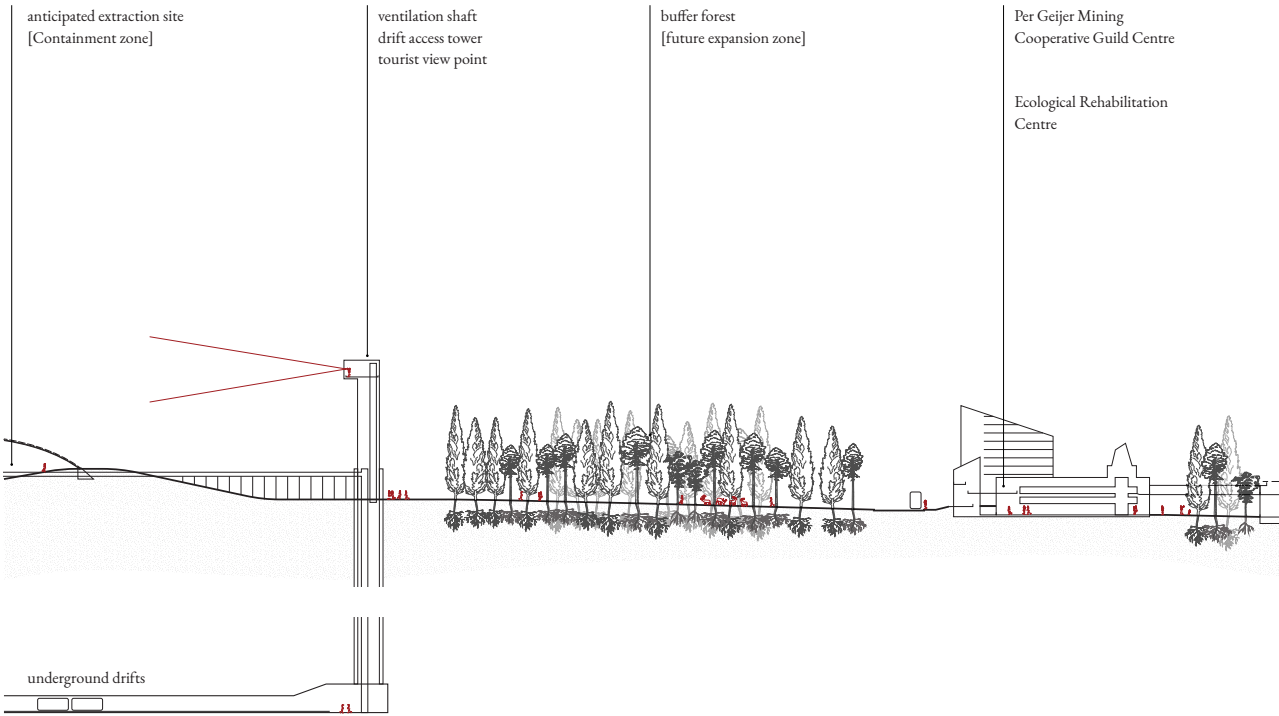 anticipated extraction site
[Containment zone]
ventilation shaft
drift access tower
tourist view point
buffer forest
[future expansion zone]
Per Geijer Mining
Cooperative Guild Centre
Ecological Rehabilitation
Centre
underground drifts